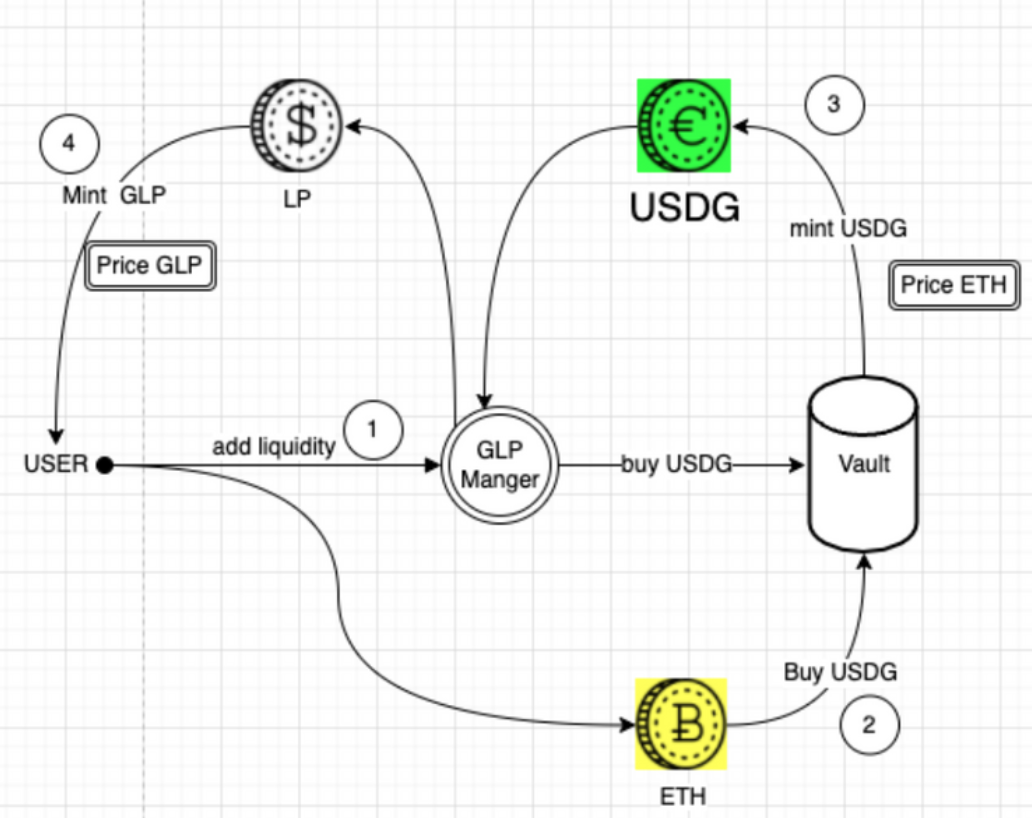 3
4
Mint GLP
LP
USDG
mint USDG
Price GLP
Price ETH
1
add liquidity
USER
GLP
Manger
buy USDG
Vault
Buy USDG
2
ETH